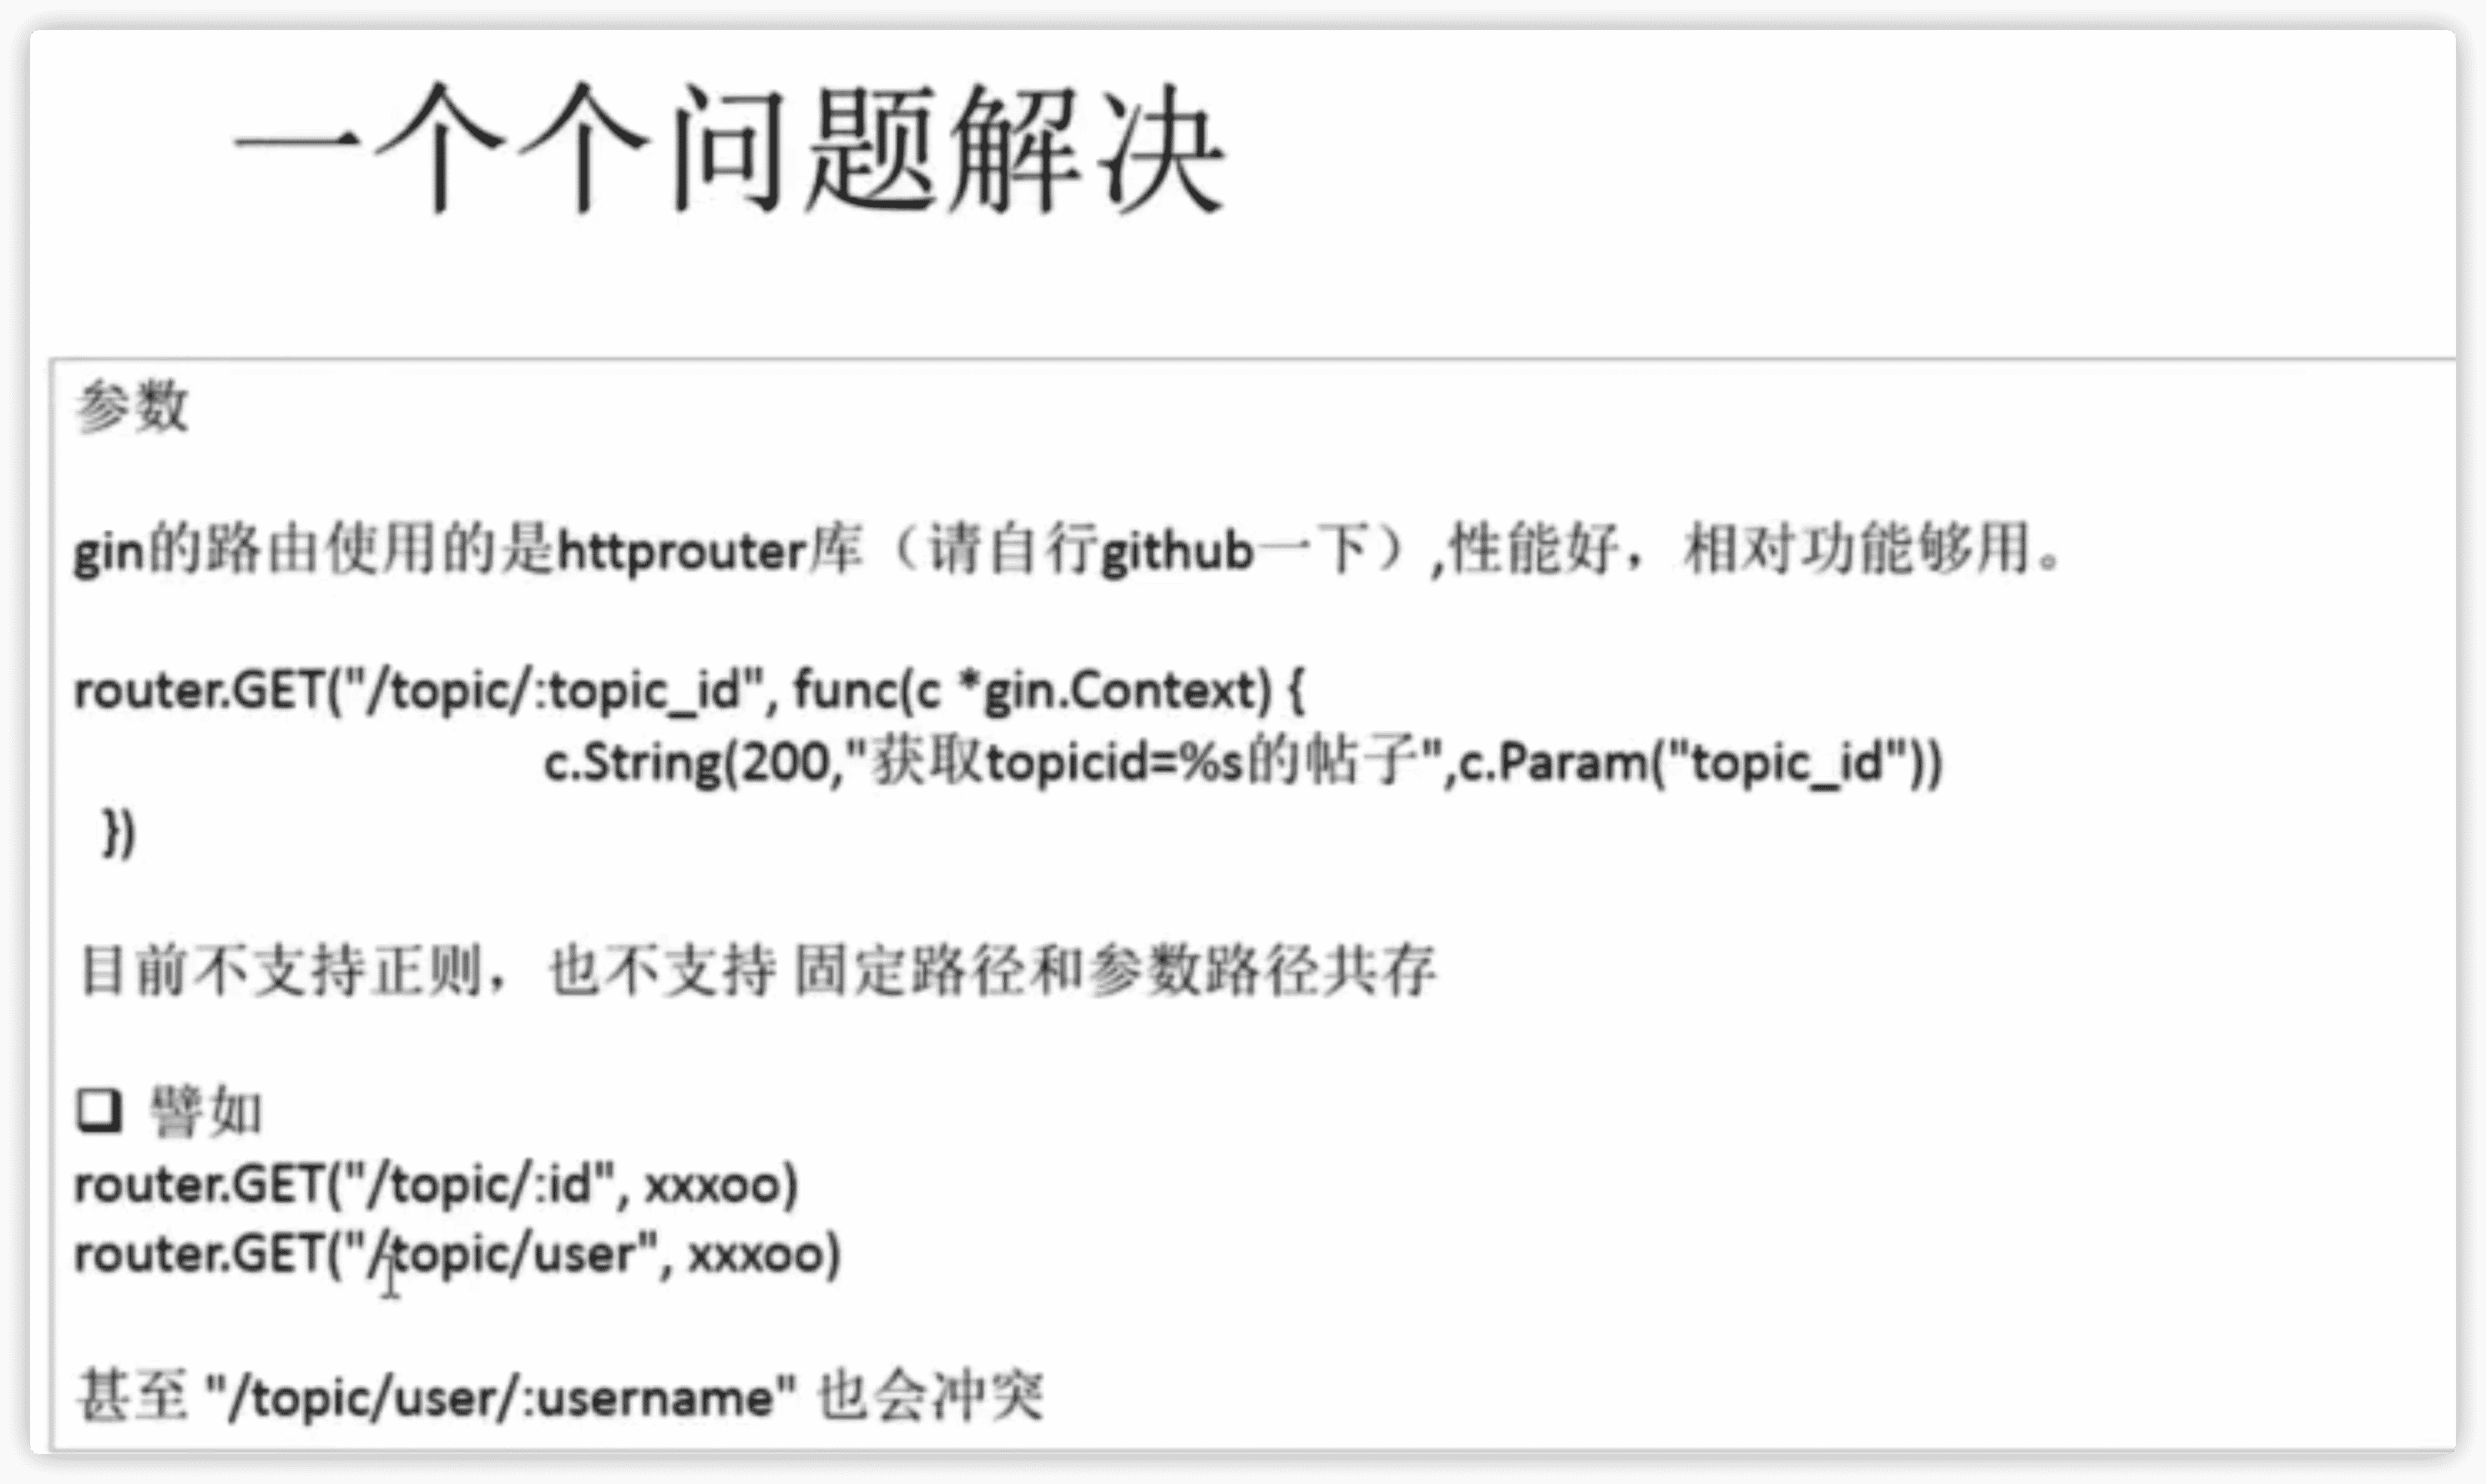 一个个问题解决
参数
gin的路由使用的是httprouter库（请自行github一下）,性能好，相对功能够用。
router.GET("/topic/:topic_id", func(c *gin.Context) {
c.String(200,"获取topicid=%s的帖子",c.Param("topic_id"))
})
目前不支持正则，也不支持 固定路径和参数路径共存
❑ 譬如
router.GET("/topic/:id", xxxoo)
router.GET("/topic/user", xxxoo)
甚至 "/topic/user/:username" 也会冲突